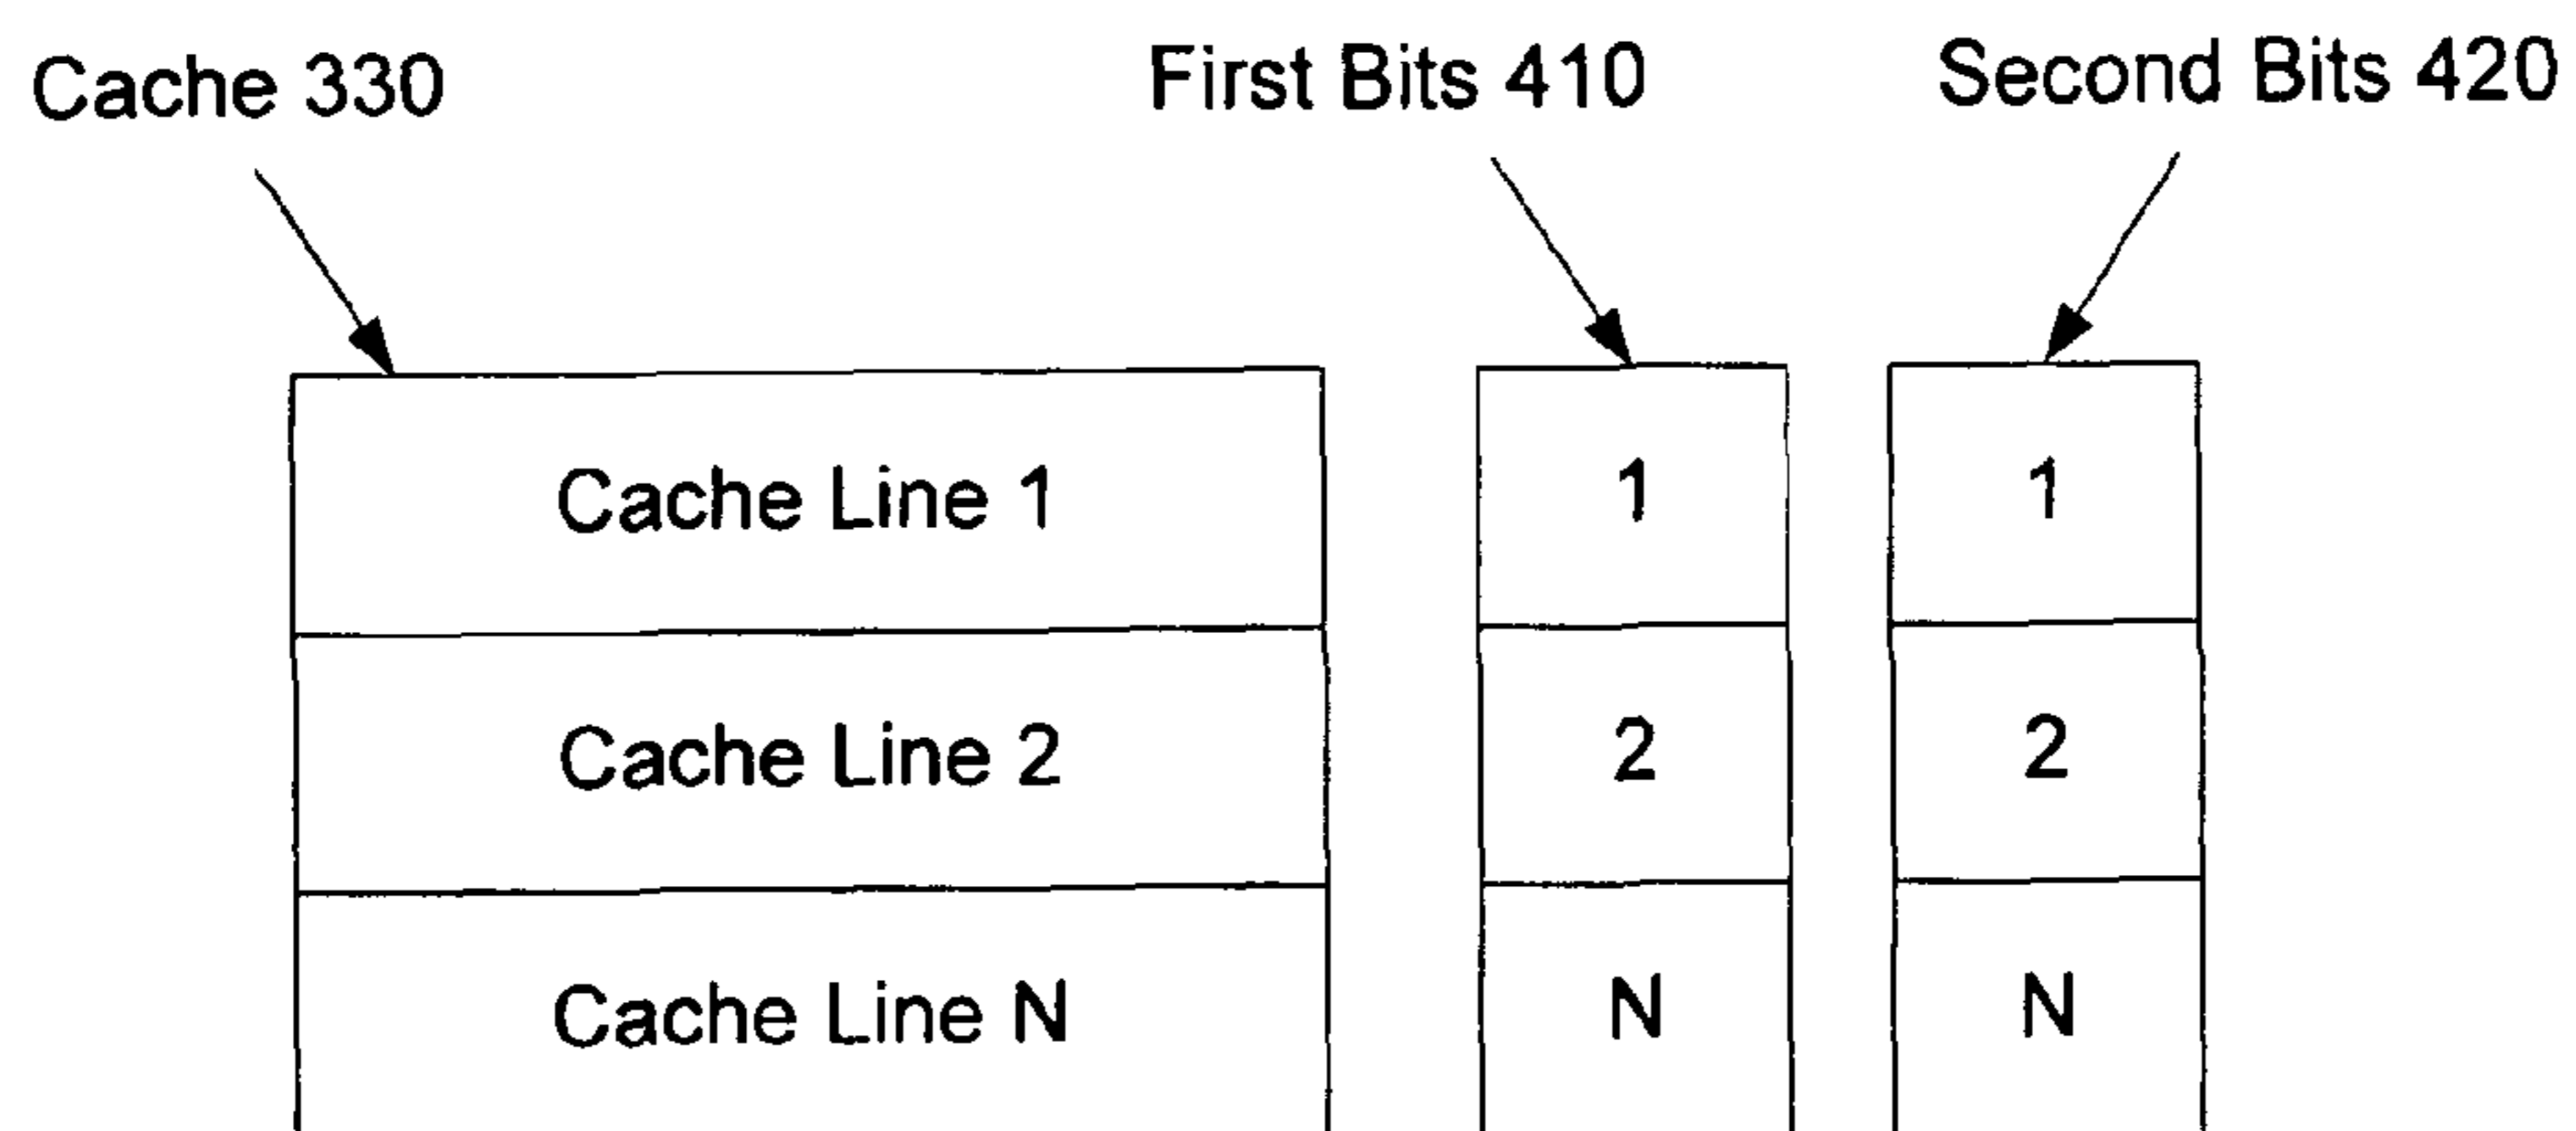 Cache 330 First Bits 410 Second Bits 420
Cache Line 1 1 1
Cache Line 2 2 2
Cache Line N N N